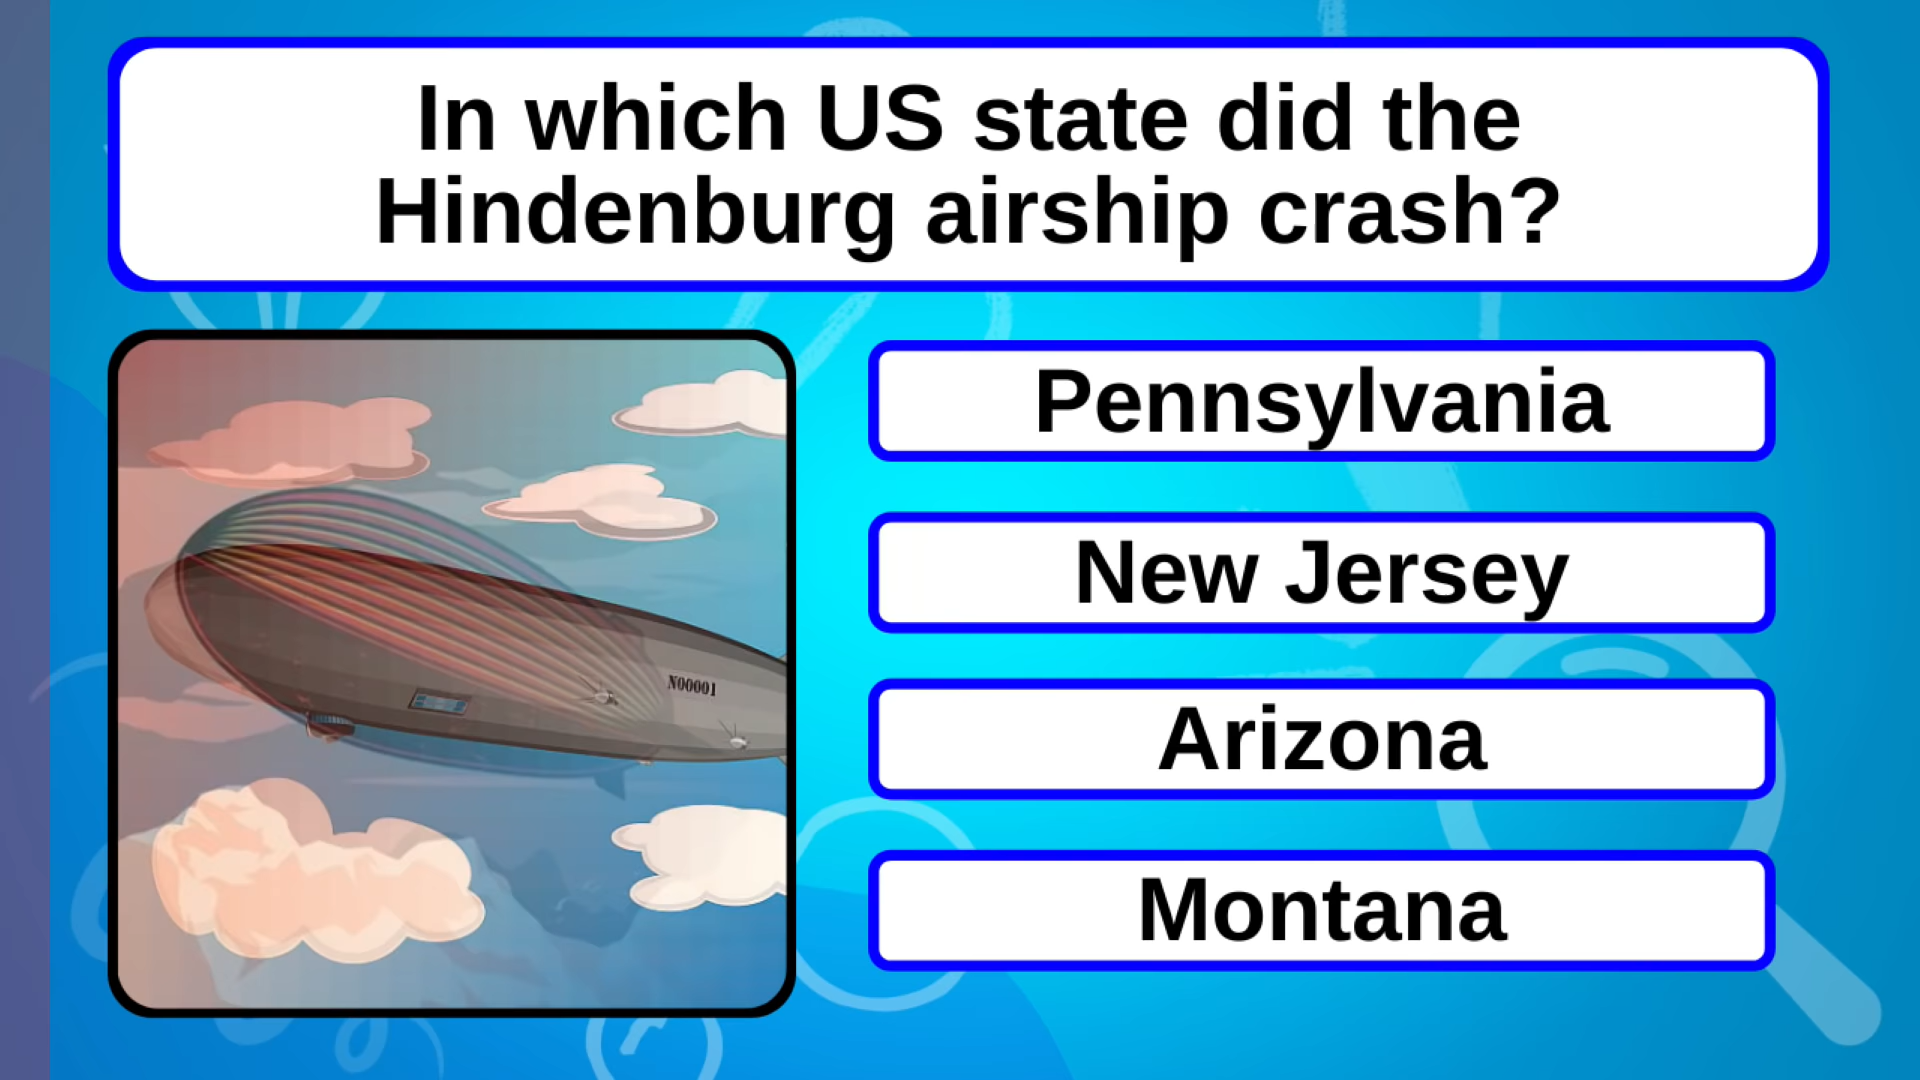 In which US state did the
Hindenburg airship crash?
Pennsylvania
New Jersey
N00001
Arizona
Montana